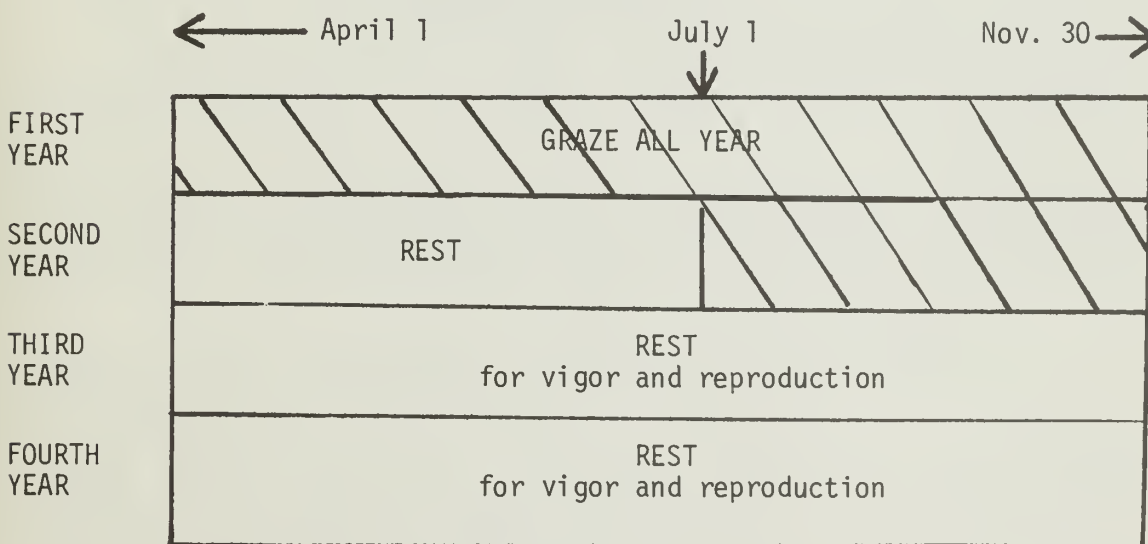 April 1 July 1 Nov. 30
FIRST
YEAR
GRAZE ALL YEAR
SECOND
YEAR
REST
THIRD
YEAR
REST
for vigor and reproduction
FOURTH
YEAR
REST
for vigor and reproduction